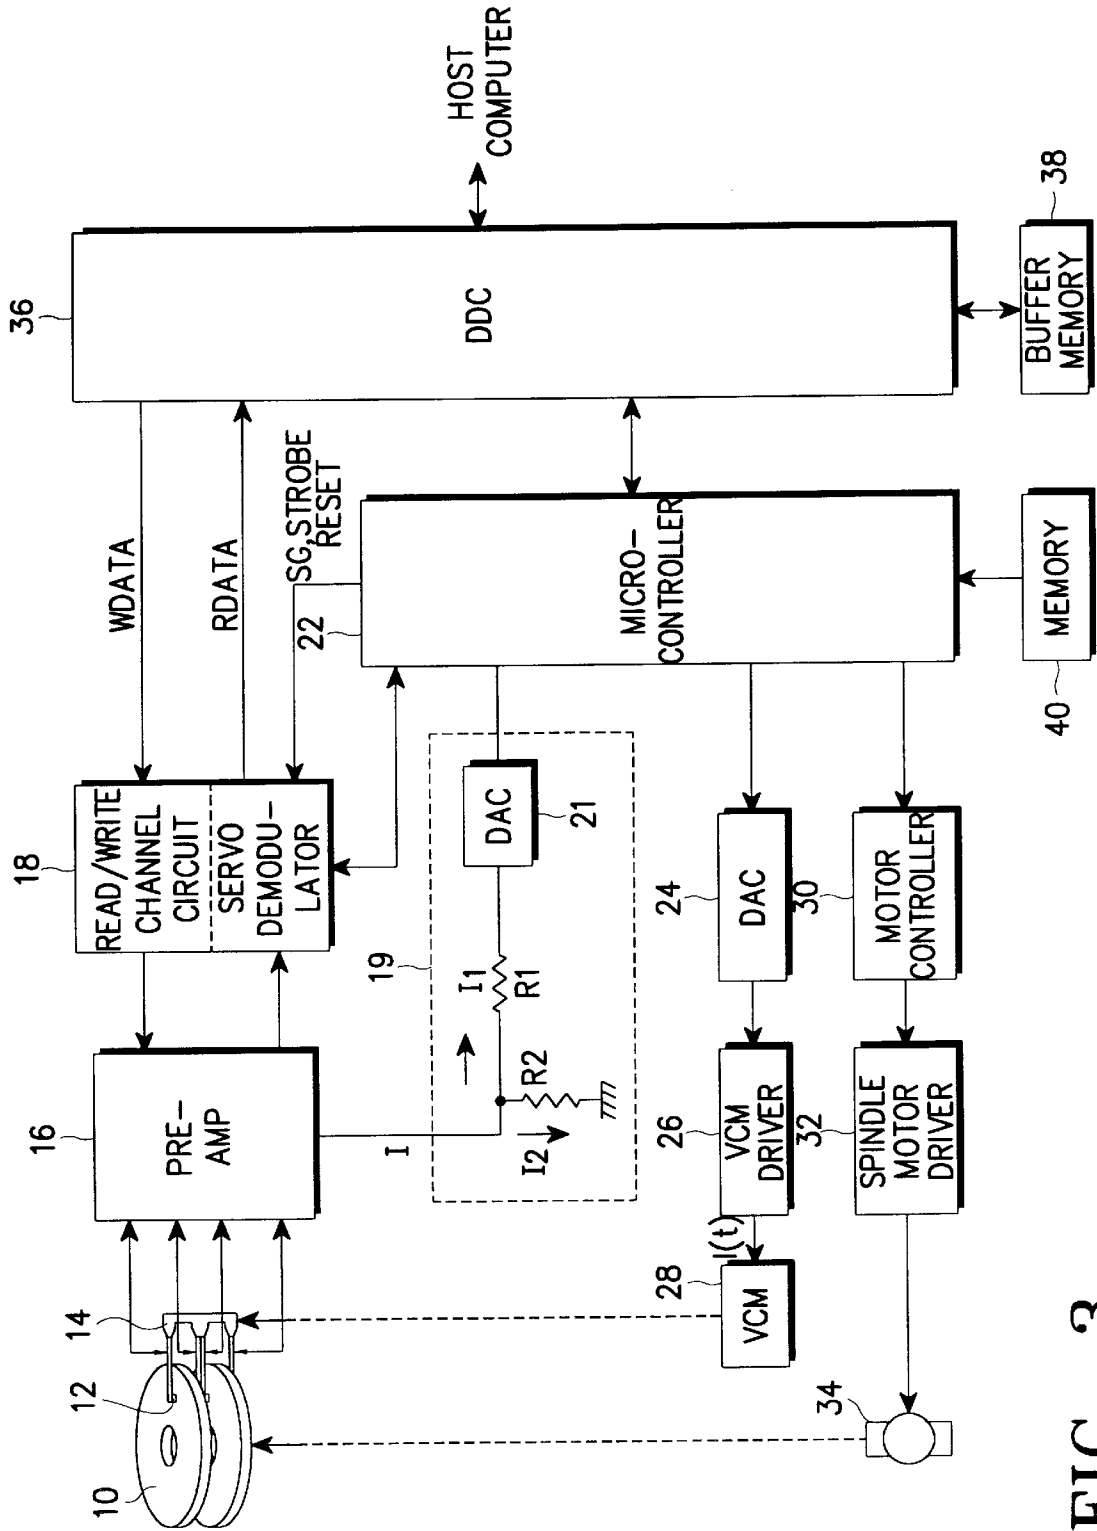 10
12
14
16
PRE-
AMP
18
READ/WRITE
CHANNEL
CIRCUIT
SERVO
DEMODU-
LATOR
WDATA
RDATA
SG,STROBE
RESET
36
DDC
HOST
COMPUTER
22
MICRO-
CONTROLLER
19
I
I1
R1
I2
R2
DAC
21
24
DAC
26
VCM
DRIVER
I(t)
28
VCM
30
MOTOR
CONTROLLER
32
SPINDLE
MOTOR
DRIVER
34
MEMORY
40
BUFFER
MEMORY
38
FIG. 3